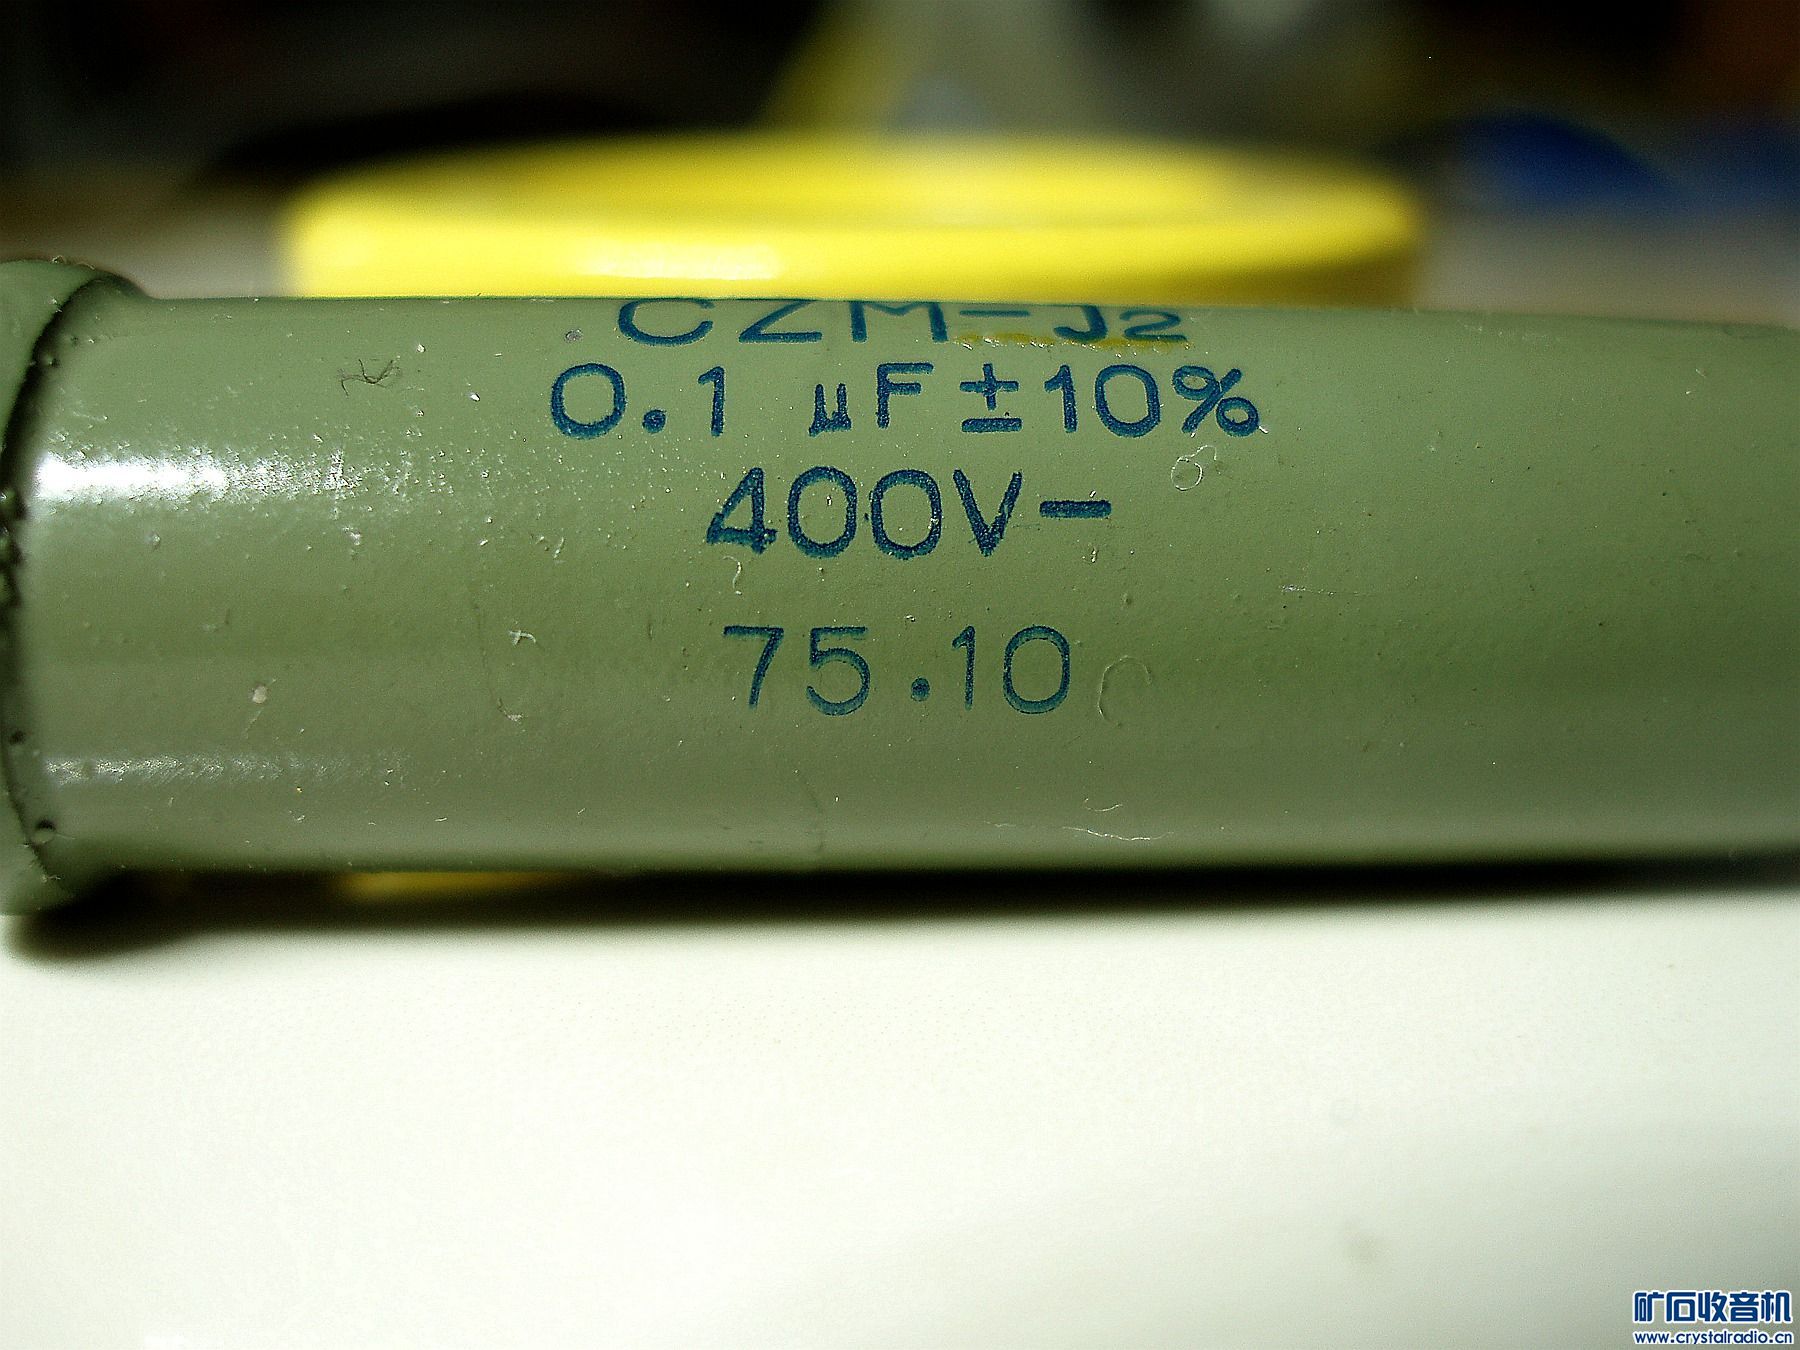 CZM-J2
0.1 µF±10%
400V-
75.10
矿石收音机
www.crystalradio.cn